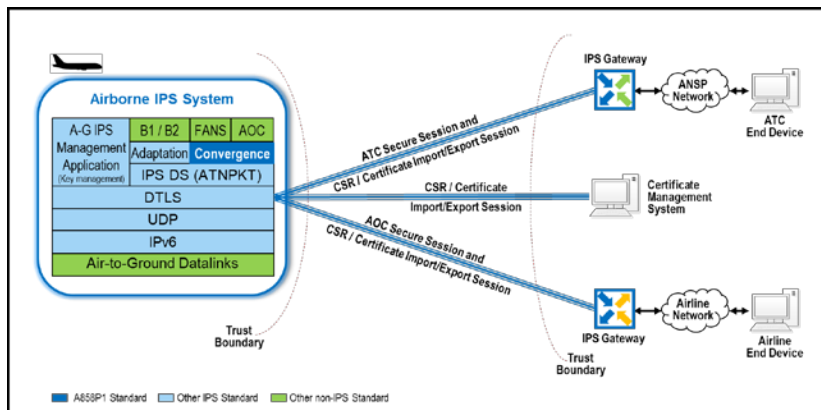 Airborne IPS System
A-G IPS
Management
Application
(Key management)
B1 / B2
FANS
AOC
Adaptation
Convergence
IPS DS (ATNPKT)
DTLS
UDP
IPv6
Air-to-Ground Datalinks
Trust
Boundary
ATC Secure Session and
CSR / Certificate Import/Export Session
CSR / Certificate
Import/Export Session
AOC Secure Session and
CSR / Certificate Import/Export Session
Trust
Boundary
IPS Gateway
ANSP
Network
ATC
End Device
Certificate
Management
System
IPS Gateway
Airline
Network
Airline
End Device
A858P1 Standard
Other IPS Standard
Other non-IPS Standard